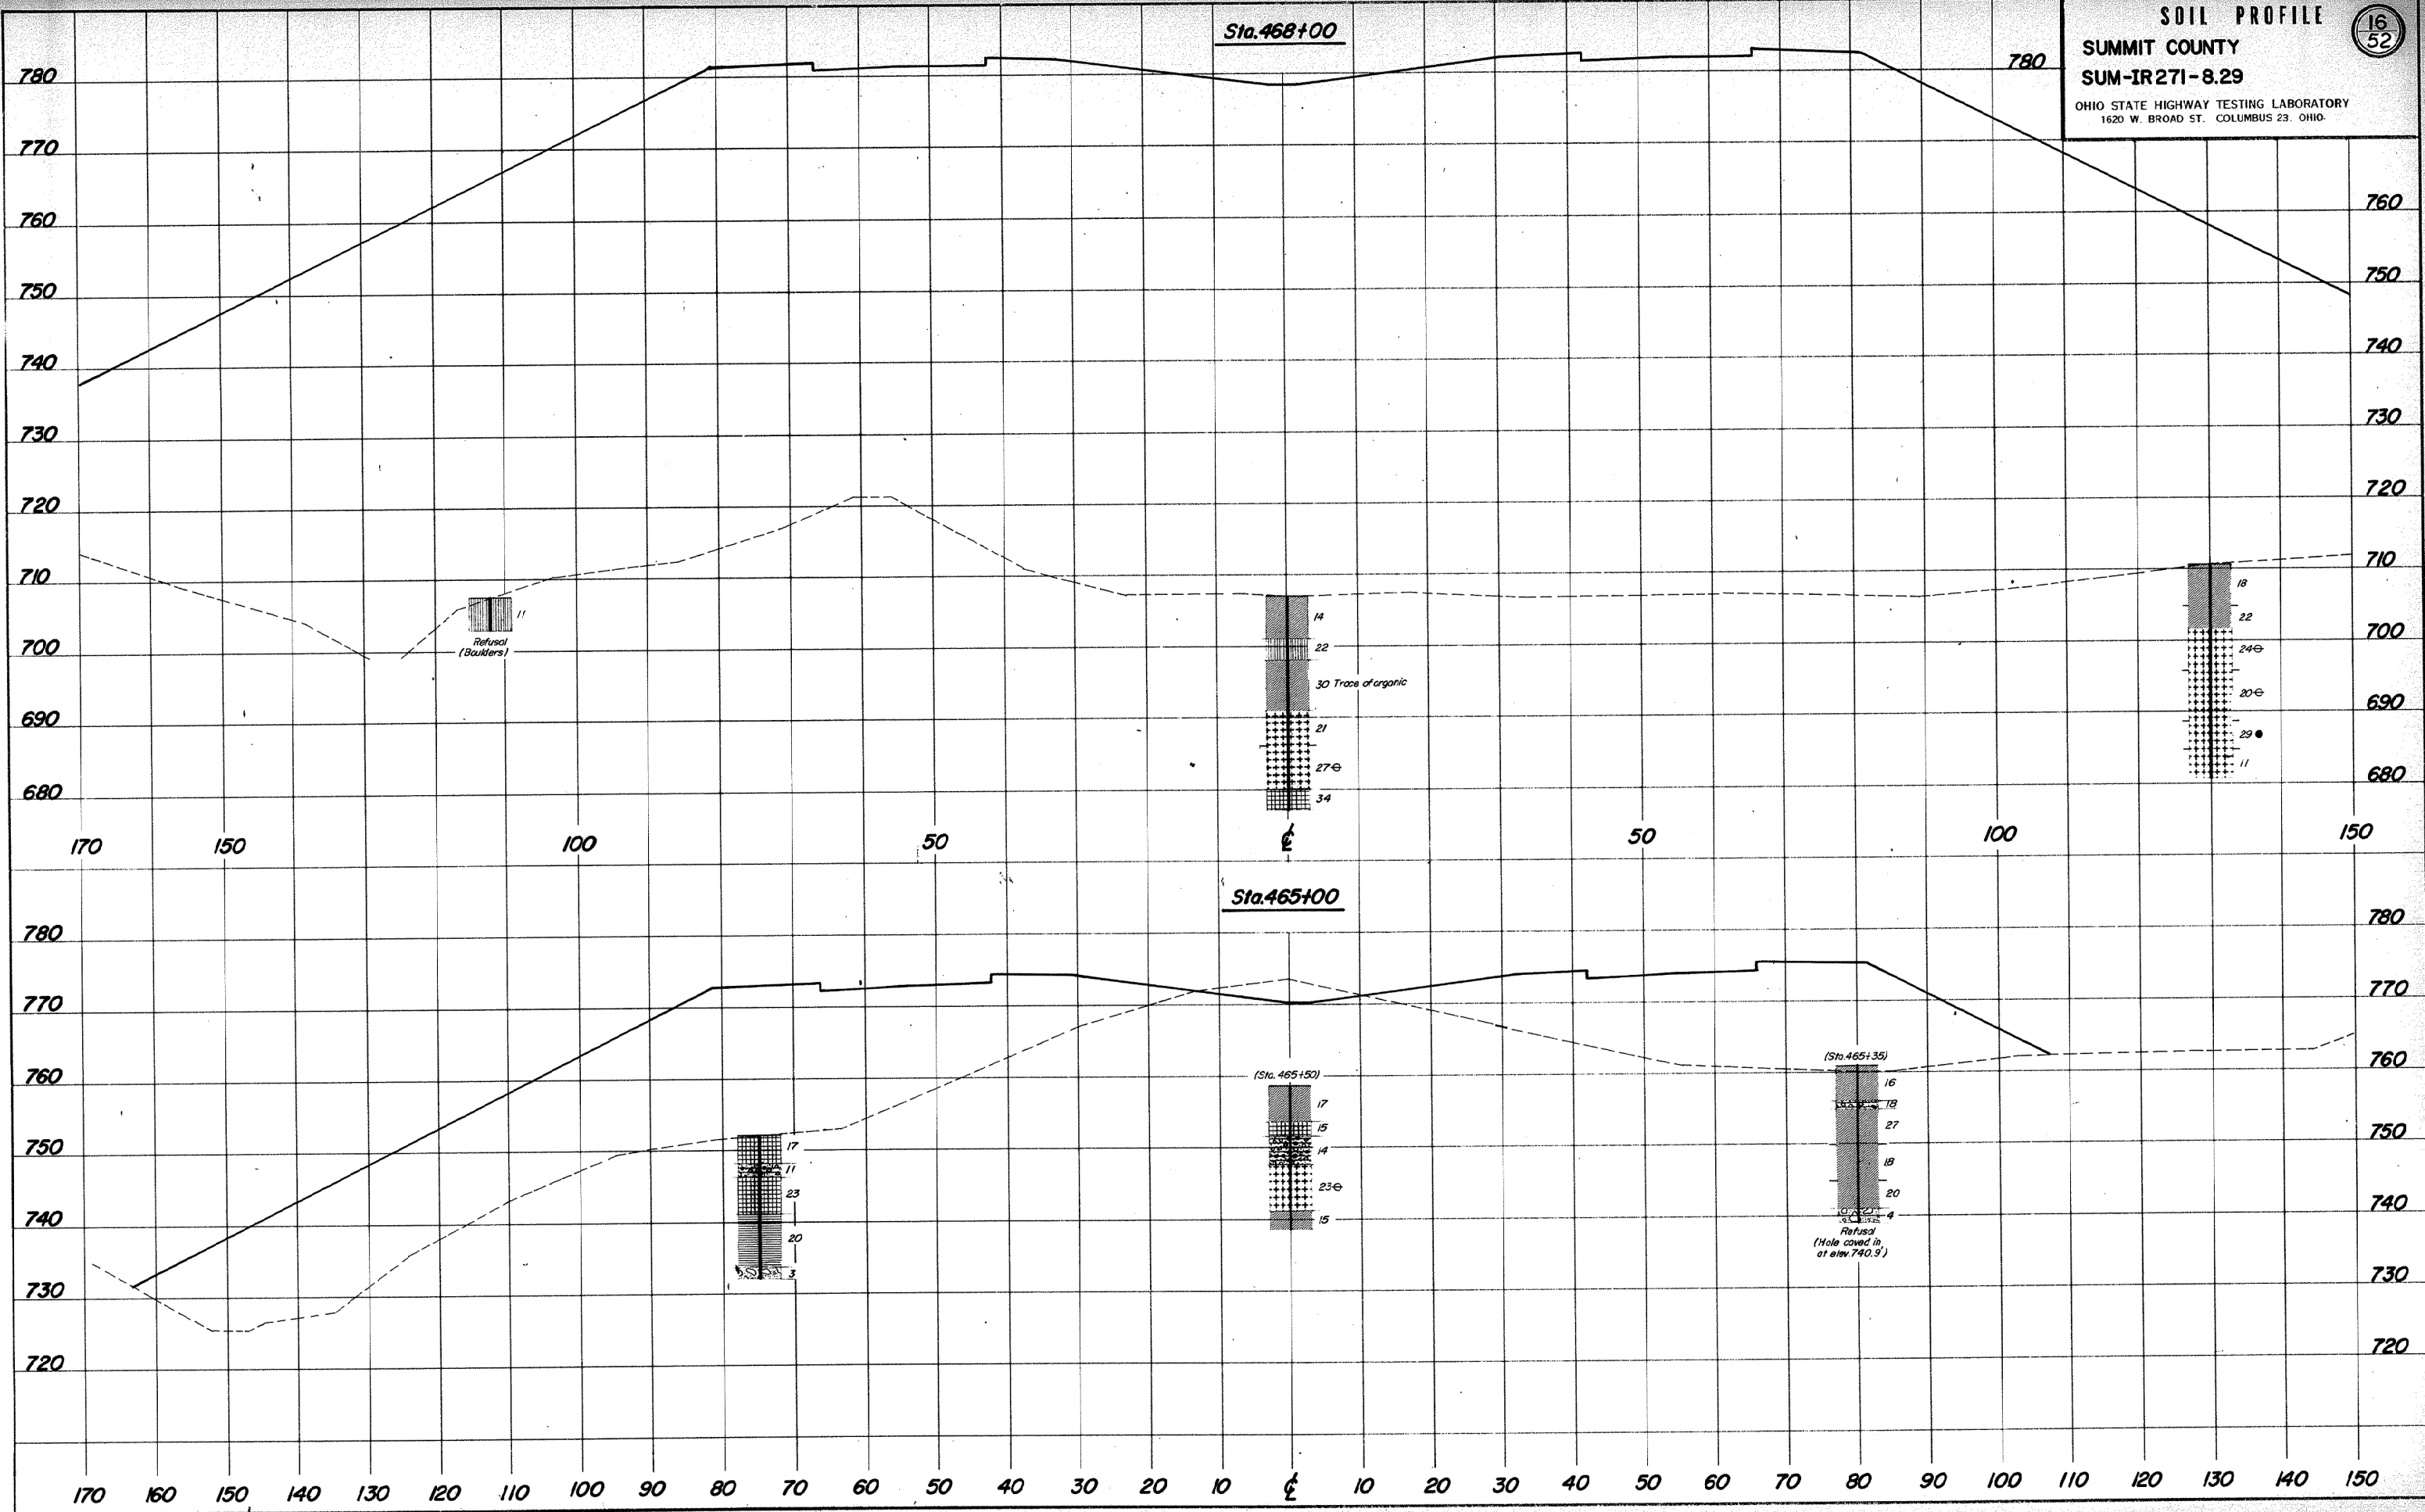 SOIL PROFILE
16
52
SUMMIT COUNTY
SUM-IR271-8.29
OHIO STATE HIGHWAY TESTING LABORATORY
1620 W. BROAD ST. COLUMBUS 23. OHIO.
Sta.468+00
780 780
770
760 760
750 750
740 740
730 730
720 720
710 710
700 700
690 690
680 680
11
Refusal
(Boulders)
14
22
30 Trace of organic
21
27
34
18
22
24
20
29
11
170 150 100 50 ℄ 50 100 150
Sta.465+00
780 780
770 770
760 760
750 750
740 740
730 730
720 720
17
11
23
20
3
(Sta. 465+50)
17
15
14
23
15
(Sta.465+35)
16
18
27
18
20
4
Refusal
(Hole caved in
at elev. 740.9')
170 160 150 140 130 120 110 100 90 80 70 60 50 40 30 20 10 ℄ 10 20 30 40 50 60 70 80 90 100 110 120 130 140 150